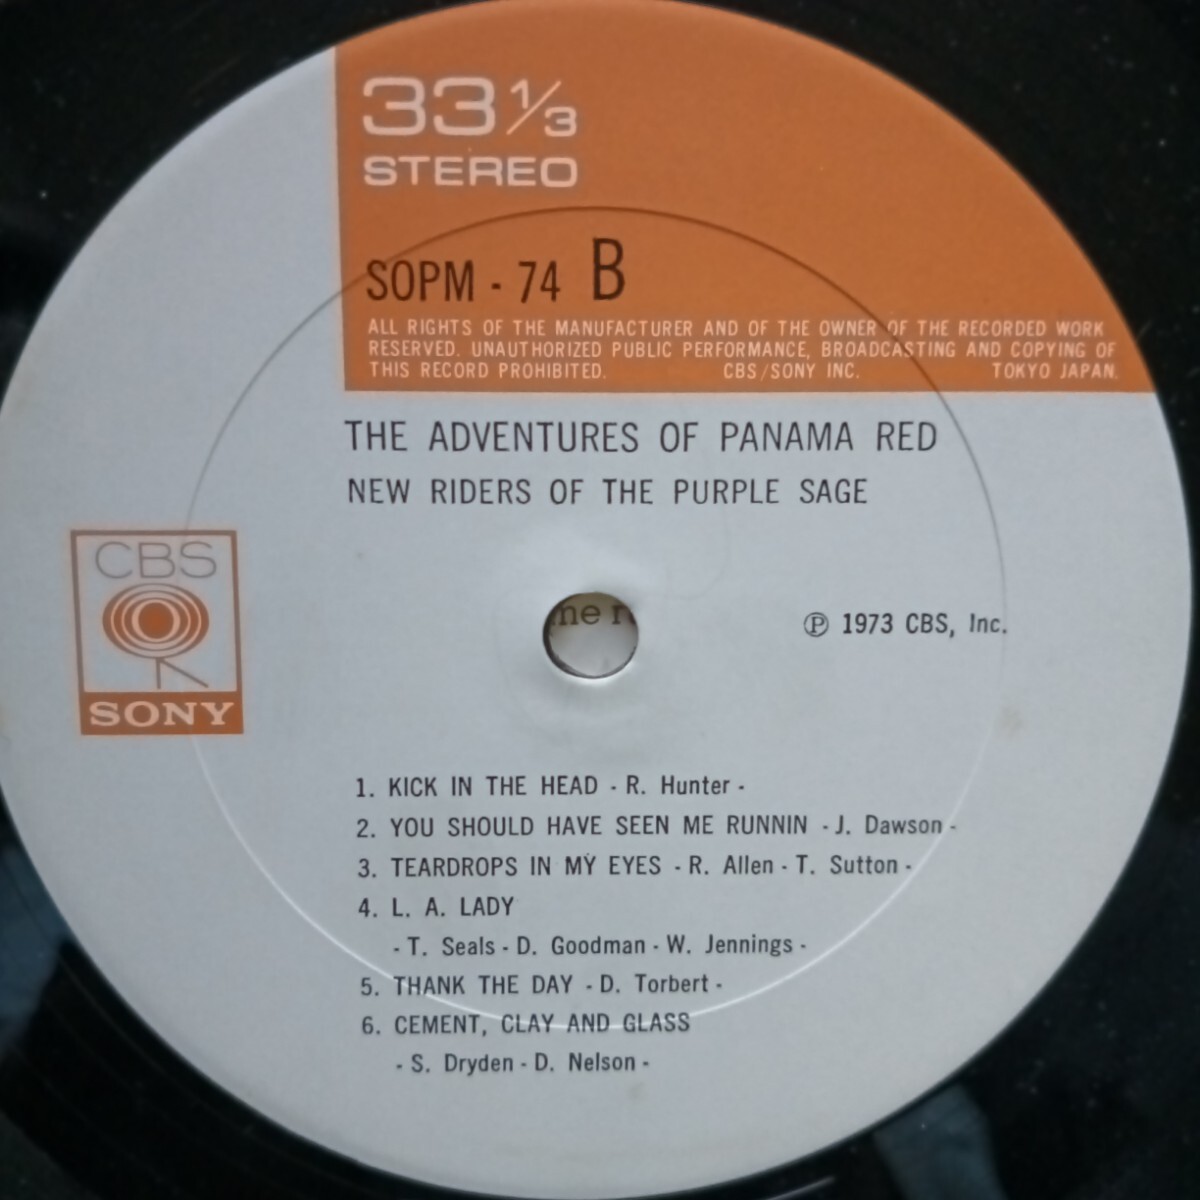 33 1/3
STEREO
SOPM - 74 B
ALL RIGHTS OF THE MANUFACTURER AND OF THE OWNER OF THE RECORDED WORK
RESERVED. UNAUTHORIZED PUBLIC PERFORMANCE, BROADCASTING AND COPYING OF
THIS RECORD PROHIBITED. CBS/SONY INC. TOKYO JAPAN.
THE ADVENTURES OF PANAMA RED
NEW RIDERS OF THE PURPLE SAGE
CBS
SONY
℗ 1973 CBS, Inc.
1. KICK IN THE HEAD - R. Hunter -
2. YOU SHOULD HAVE SEEN ME RUNNIN - J. Dawson -
3. TEARDROPS IN MY EYES - R. Allen - T. Sutton -
4. L. A. LADY
- T. Seals - D. Goodman - W. Jennings -
5. THANK THE DAY - D. Torbert -
6. CEMENT, CLAY AND GLASS
- S. Dryden - D. Nelson -